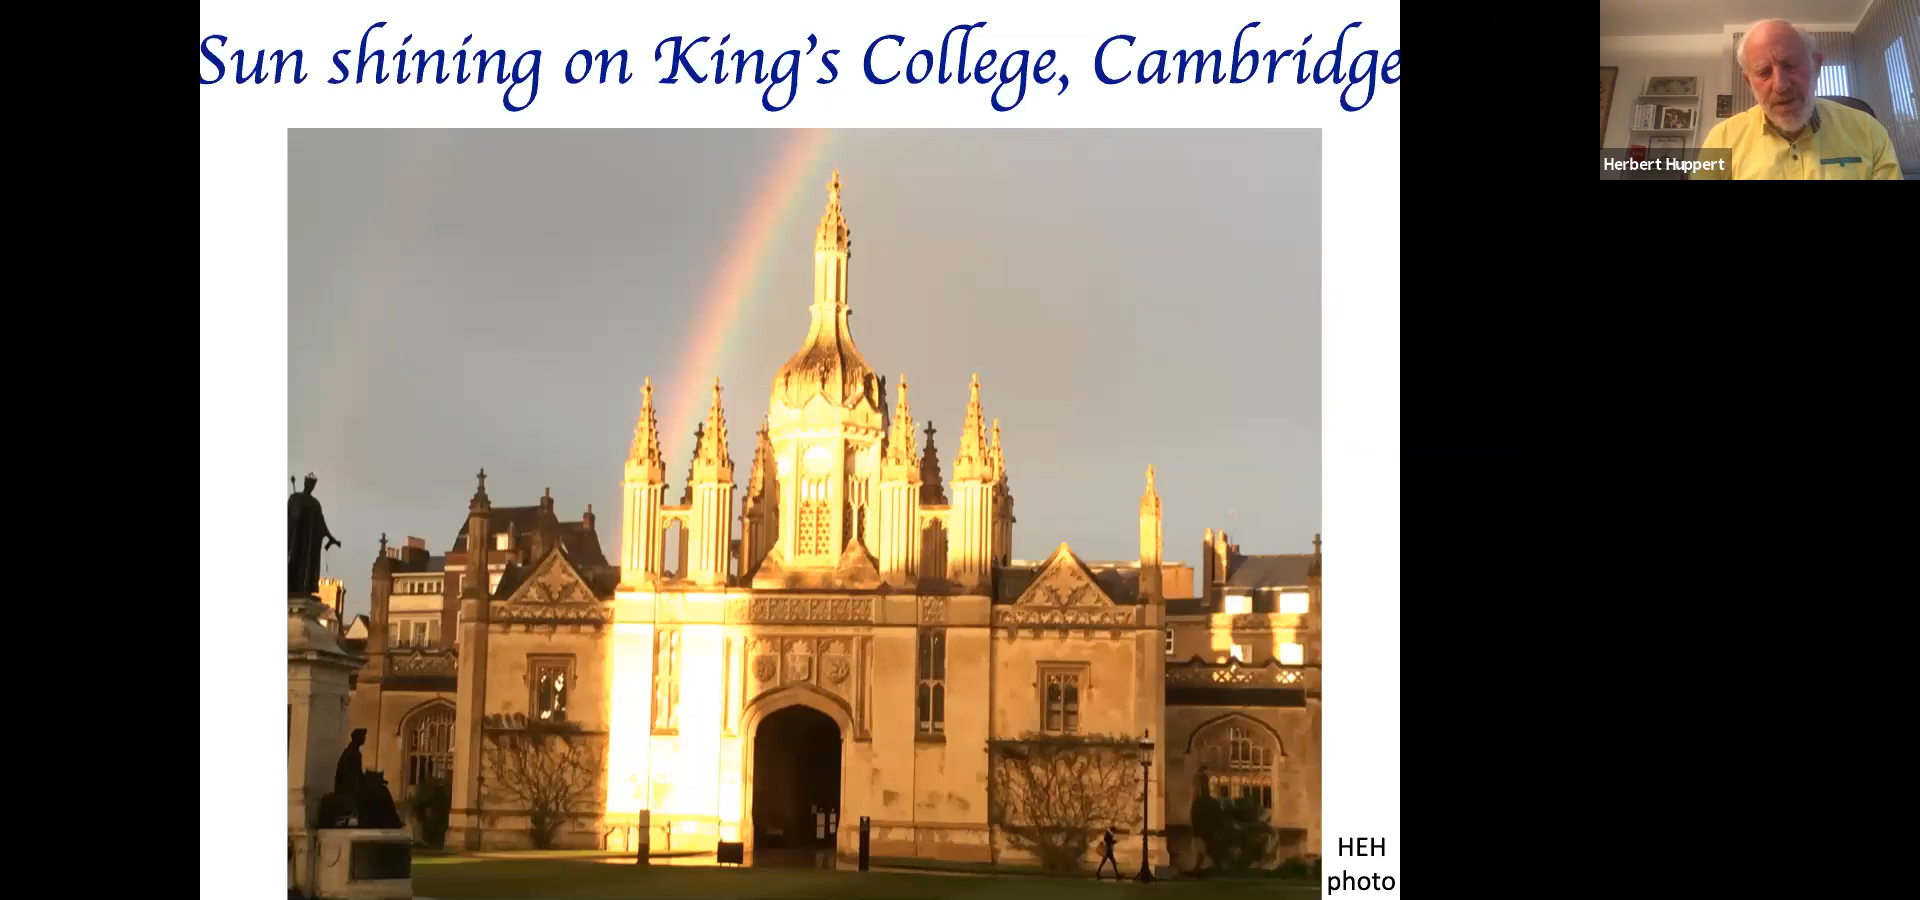 Sun shining on King's College, Cambridge
Herbert Huppert
HEH
photo